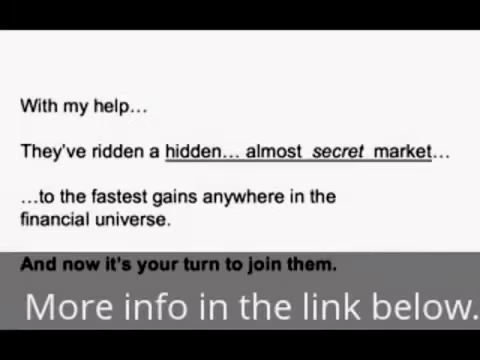 With my help…
They've ridden a hidden… almost secret market…
…to the fastest gains anywhere in the
financial universe.
And now it's your turn to join them.
More info in the link below.